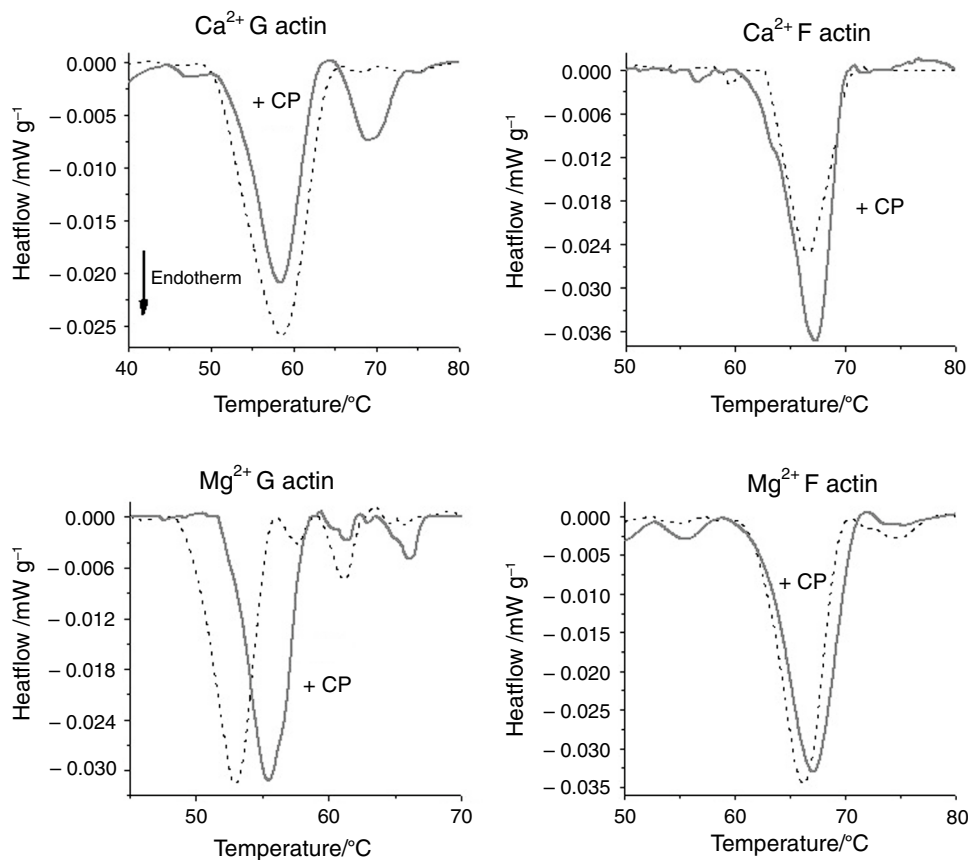 Ca²⁺ G actin
Heatflow /mW g⁻¹
0.000
– 0.005
– 0.010
– 0.015
– 0.020
– 0.025
+ CP
Endotherm
40 50 60 70 80
Temperature/°C
Ca²⁺ F actin
Heatflow /mW g⁻¹
0.000
– 0.006
– 0.012
– 0.018
– 0.024
– 0.030
– 0.036
+ CP
50 60 70 80
Temperature/°C
Mg²⁺ G actin
Heatflow /mW g⁻¹
0.000
– 0.006
– 0.012
– 0.018
– 0.024
– 0.030
+ CP
50 60 70
Temperature/°C
Mg²⁺ F actin
Heatflow /mW g⁻¹
0.000
– 0.005
– 0.010
– 0.015
– 0.020
– 0.025
– 0.030
– 0.035
+ CP
50 60 70 80
Temperature/°C